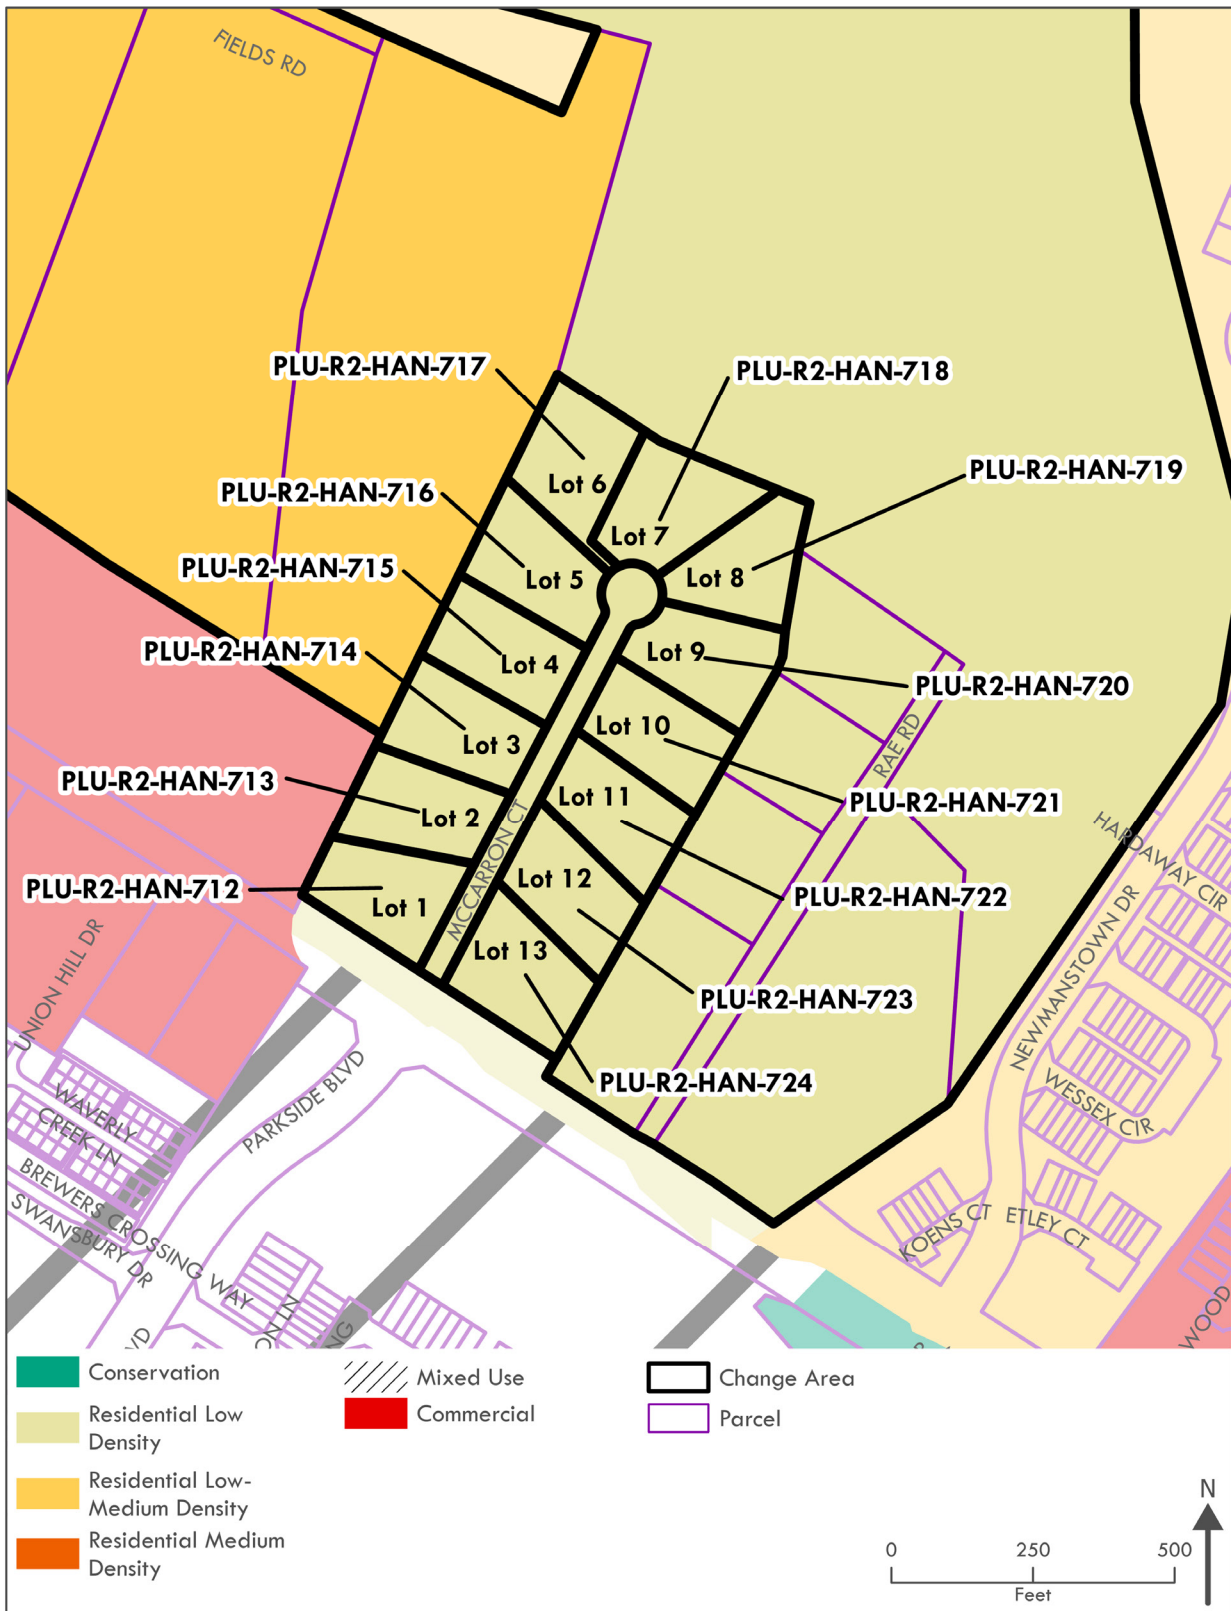 FIELDS RD
PLU-R2-HAN-717
PLU-R2-HAN-718
PLU-R2-HAN-719
Lot 6
PLU-R2-HAN-716
Lot 7
PLU-R2-HAN-715
Lot 5
Lot 8
PLU-R2-HAN-714
Lot 4
Lot 9
PLU-R2-HAN-720
Lot 3
Lot 10
RAE RD
PLU-R2-HAN-713
Lot 2
Lot 11
PLU-R2-HAN-721
MCCARRON CT
HARDAWAY CIR
PLU-R2-HAN-712
Lot 1
Lot 12
PLU-R2-HAN-722
Lot 13
NEWMANSTOWN DR
UNION HILL DR
PLU-R2-HAN-723
PLU-R2-HAN-724
PARKSIDE BLVD
WAVERLY
CREEK LN
WESSEX CIR
BREWERS CROSSING WAY
SWANSBURY DR
KOENS CT
ETLEY CT
WOOD
ON LN
NG
VD
Conservation
Residential Low
Density
Residential Low-
Medium Density
Residential Medium
Density
Mixed Use
Commercial
Change Area
Parcel
N
0 250 500
Feet